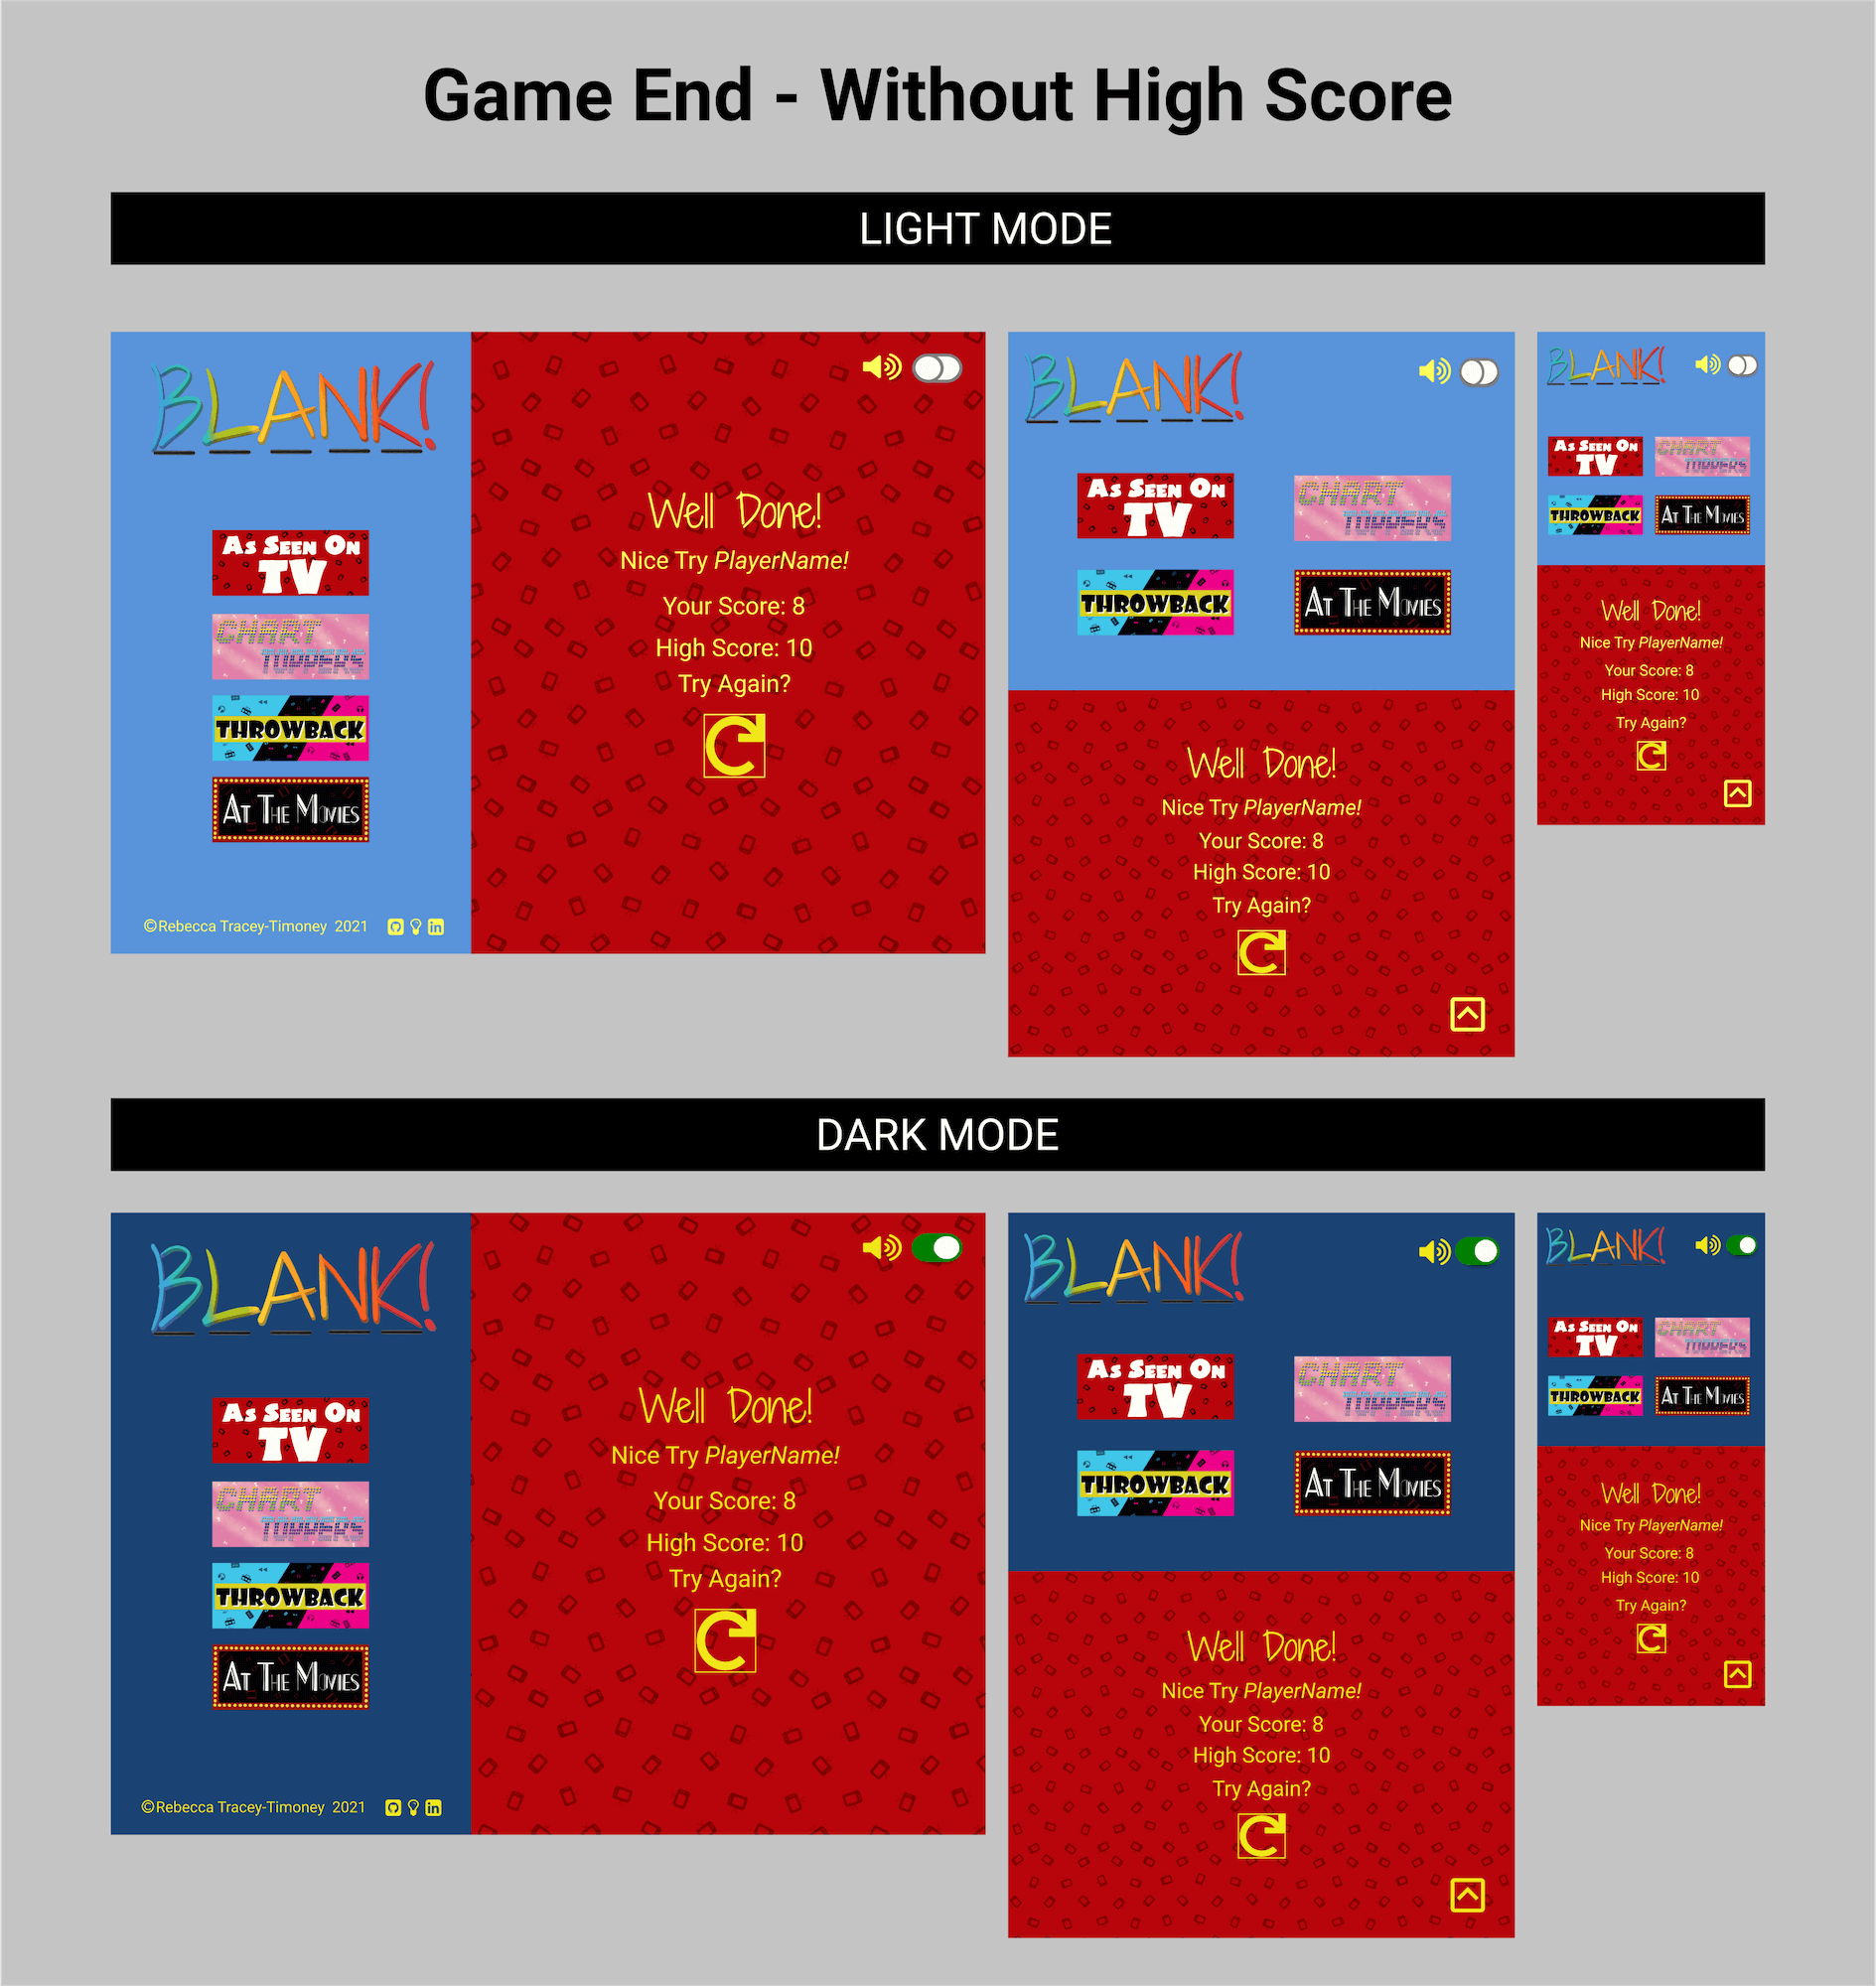 Game End - Without High Score
LIGHT MODE
BLANK!
AS SEEN ON
TV
CHART
TOPPERS
THROWBACK
AT THE MOVIES
©Rebecca Tracey-Timoney 2021
Well Done!
Nice Try PlayerName!
Your Score: 8
High Score: 10
Try Again?
BLANK!
AS SEEN ON
TV
CHART
TOPPERS
THROWBACK
AT THE MOVIES
Well Done!
Nice Try PlayerName!
Your Score: 8
High Score: 10
Try Again?
BLANK!
AS SEEN ON
TV
CHART
TOPPERS
THROWBACK
AT THE MOVIES
Well Done!
Nice Try PlayerName!
Your Score: 8
High Score: 10
Try Again?
DARK MODE
BLANK!
AS SEEN ON
TV
CHART
TOPPERS
THROWBACK
AT THE MOVIES
©Rebecca Tracey-Timoney 2021
Well Done!
Nice Try PlayerName!
Your Score: 8
High Score: 10
Try Again?
BLANK!
AS SEEN ON
TV
CHART
TOPPERS
THROWBACK
AT THE MOVIES
Well Done!
Nice Try PlayerName!
Your Score: 8
High Score: 10
Try Again?
BLANK!
AS SEEN ON
TV
CHART
TOPPERS
THROWBACK
AT THE MOVIES
Well Done!
Nice Try PlayerName!
Your Score: 8
High Score: 10
Try Again?